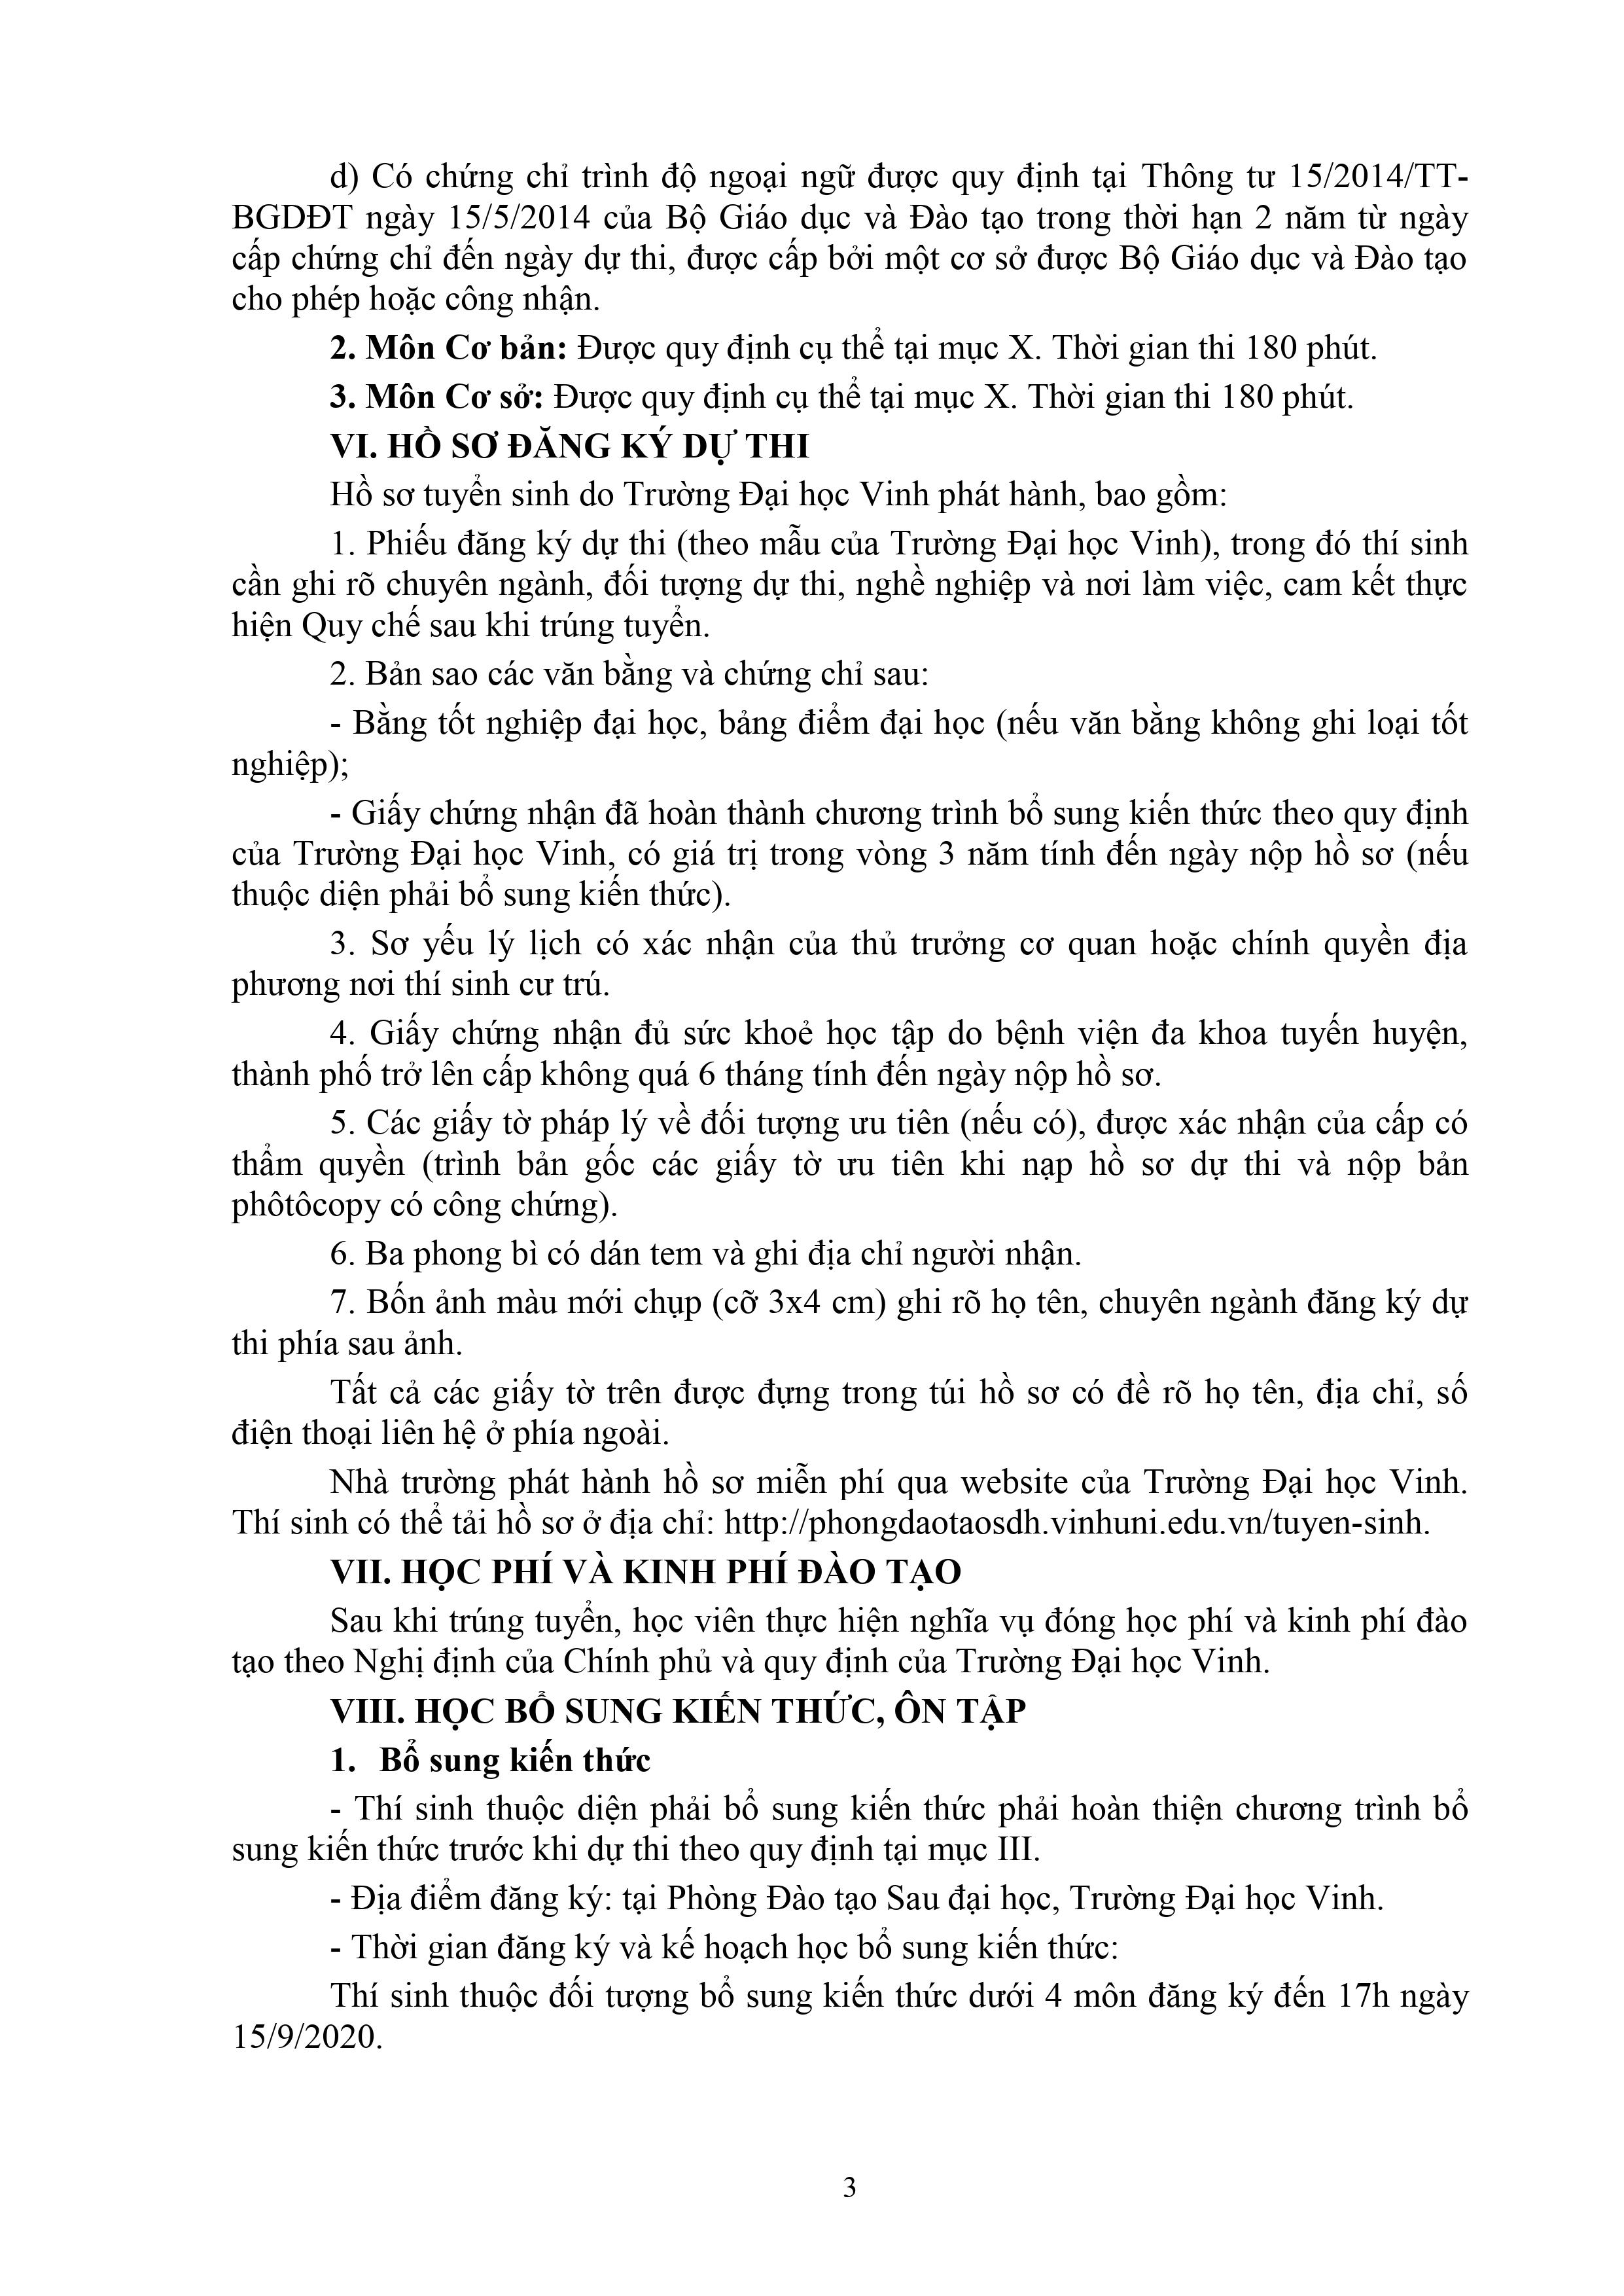 d) Có chứng chỉ trình độ ngoại ngữ được quy định tại Thông tư 15/2014/TT-
BGDĐT ngày 15/5/2014 của Bộ Giáo dục và Đào tạo trong thời hạn 2 năm từ ngày
cấp chứng chỉ đến ngày dự thi, được cấp bởi một cơ sở được Bộ Giáo dục và Đào tạo
cho phép hoặc công nhận.
2. Môn Cơ bản: Được quy định cụ thể tại mục X. Thời gian thi 180 phút.
3. Môn Cơ sở: Được quy định cụ thể tại mục X. Thời gian thi 180 phút.
VI. HỒ SƠ ĐĂNG KÝ DỰ THI
Hồ sơ tuyển sinh do Trường Đại học Vinh phát hành, bao gồm:
1. Phiếu đăng ký dự thi (theo mẫu của Trường Đại học Vinh), trong đó thí sinh
cần ghi rõ chuyên ngành, đối tượng dự thi, nghề nghiệp và nơi làm việc, cam kết thực
hiện Quy chế sau khi trúng tuyển.
2. Bản sao các văn bằng và chứng chỉ sau:
- Bằng tốt nghiệp đại học, bảng điểm đại học (nếu văn bằng không ghi loại tốt
nghiệp);
- Giấy chứng nhận đã hoàn thành chương trình bổ sung kiến thức theo quy định
của Trường Đại học Vinh, có giá trị trong vòng 3 năm tính đến ngày nộp hồ sơ (nếu
thuộc diện phải bổ sung kiến thức).
3. Sơ yếu lý lịch có xác nhận của thủ trưởng cơ quan hoặc chính quyền địa
phương nơi thí sinh cư trú.
4. Giấy chứng nhận đủ sức khoẻ học tập do bệnh viện đa khoa tuyến huyện,
thành phố trở lên cấp không quá 6 tháng tính đến ngày nộp hồ sơ.
5. Các giấy tờ pháp lý về đối tượng ưu tiên (nếu có), được xác nhận của cấp có
thẩm quyền (trình bản gốc các giấy tờ ưu tiên khi nạp hồ sơ dự thi và nộp bản
phôtôcopy có công chứng).
6. Ba phong bì có dán tem và ghi địa chỉ người nhận.
7. Bốn ảnh màu mới chụp (cỡ 3x4 cm) ghi rõ họ tên, chuyên ngành đăng ký dự
thi phía sau ảnh.
Tất cả các giấy tờ trên được đựng trong túi hồ sơ có đề rõ họ tên, địa chỉ, số
điện thoại liên hệ ở phía ngoài.
Nhà trường phát hành hồ sơ miễn phí qua website của Trường Đại học Vinh.
Thí sinh có thể tải hồ sơ ở địa chỉ: http://phongdaotaosdh.vinhuni.edu.vn/tuyen-sinh.
VII. HỌC PHÍ VÀ KINH PHÍ ĐÀO TẠO
Sau khi trúng tuyển, học viên thực hiện nghĩa vụ đóng học phí và kinh phí đào
tạo theo Nghị định của Chính phủ và quy định của Trường Đại học Vinh.
VIII. HỌC BỔ SUNG KIẾN THỨC, ÔN TẬP
1. Bổ sung kiến thức
- Thí sinh thuộc diện phải bổ sung kiến thức phải hoàn thiện chương trình bổ
sung kiến thức trước khi dự thi theo quy định tại mục III.
- Địa điểm đăng ký: tại Phòng Đào tạo Sau đại học, Trường Đại học Vinh.
- Thời gian đăng ký và kế hoạch học bổ sung kiến thức:
Thí sinh thuộc đối tượng bổ sung kiến thức dưới 4 môn đăng ký đến 17h ngày
15/9/2020.
3